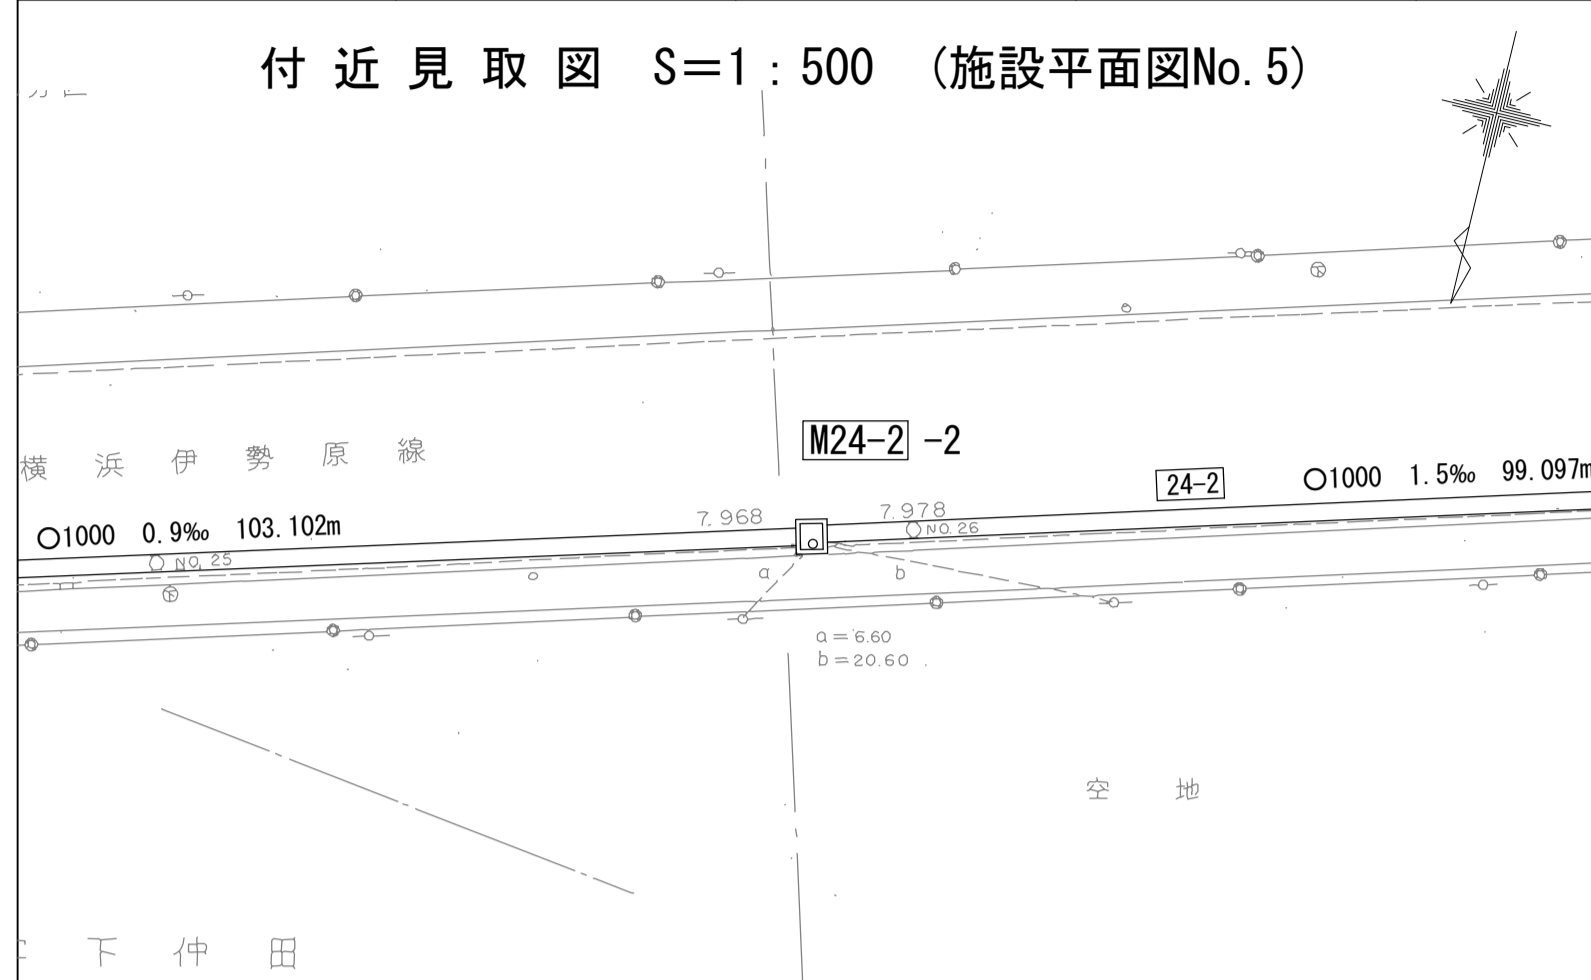 付近見取図 S=1:500 (施設平面図No.5)
横浜伊勢原線
M24-2 -2
24-2
○1000 1.5‰ 99.097m
○1000 0.9‰ 103.102m
7.968
7.978
NO.25
NO.26
a
b
a=6.60
b=20.60
空地
下仲田